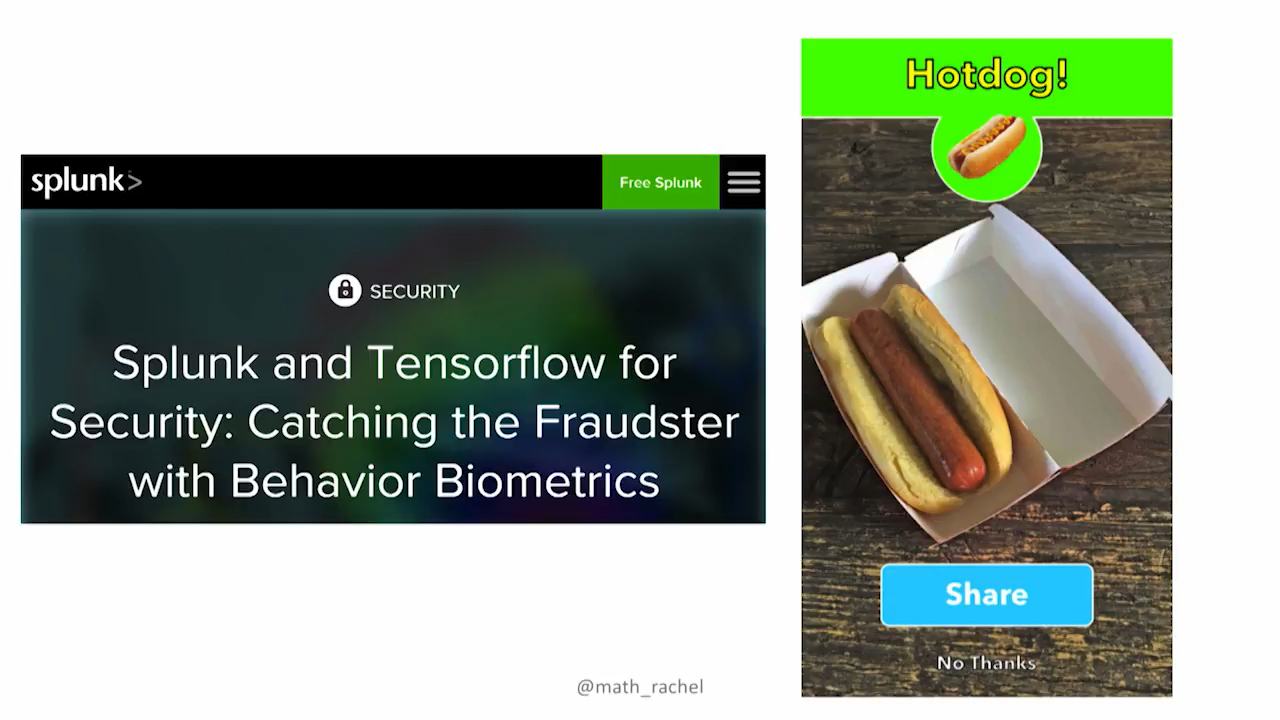 splunk>
Free Splunk
SECURITY
Splunk and Tensorflow for
Security: Catching the Fraudster
with Behavior Biometrics
Hotdog!
Share
No Thanks
@math_rachel